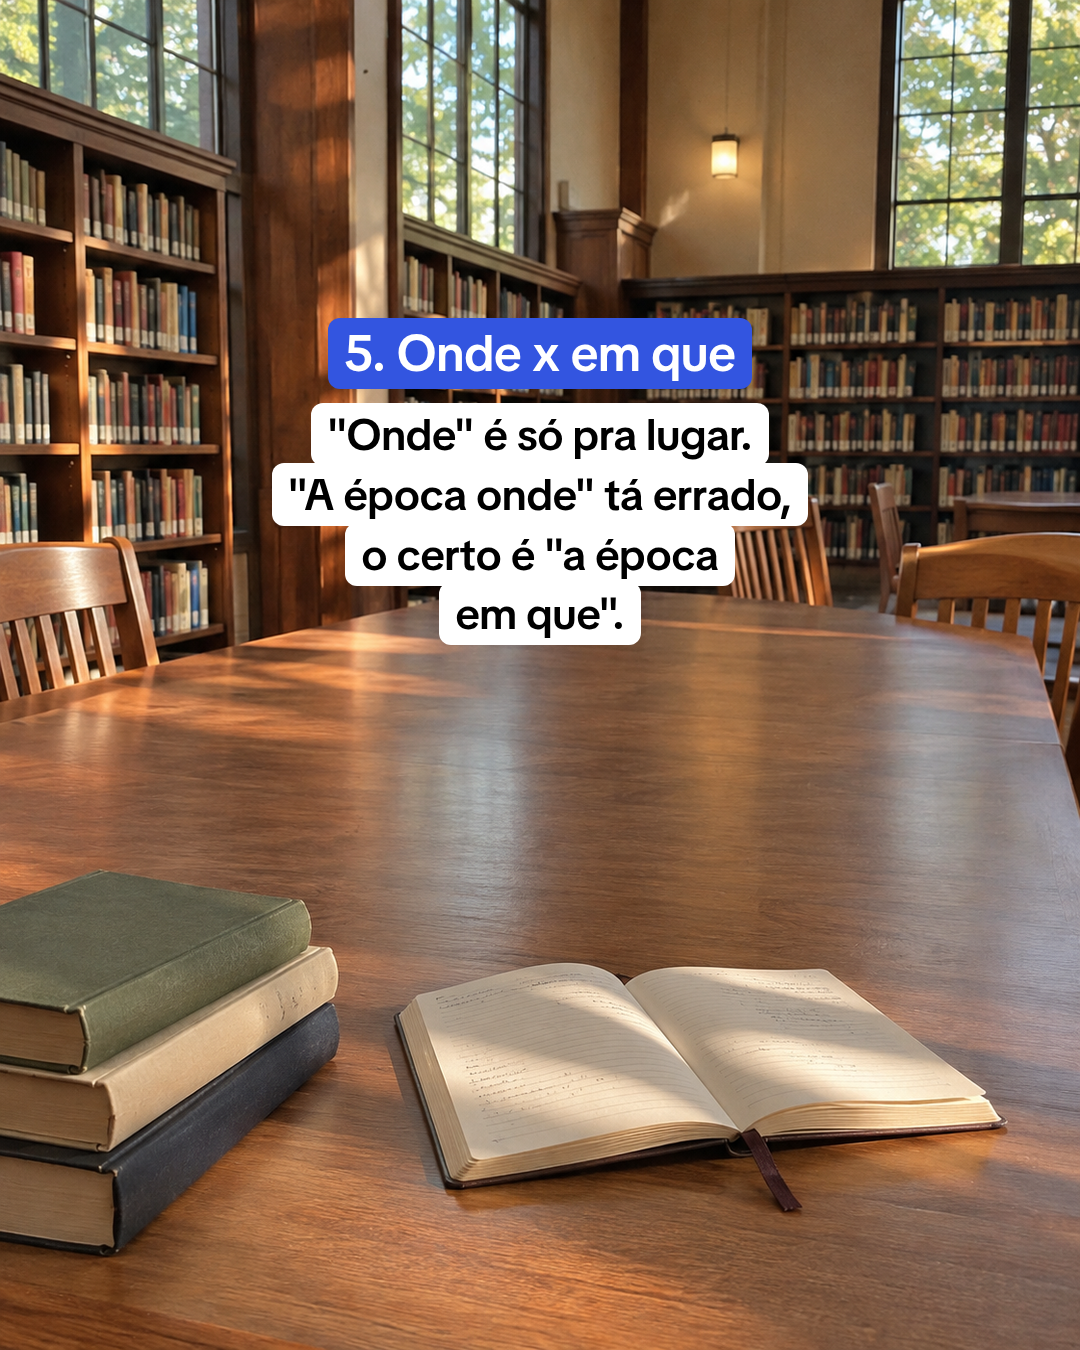 5. Onde x em que
"Onde" é só pra lugar.
"A época onde" tá errado,
o certo é "a época
em que".